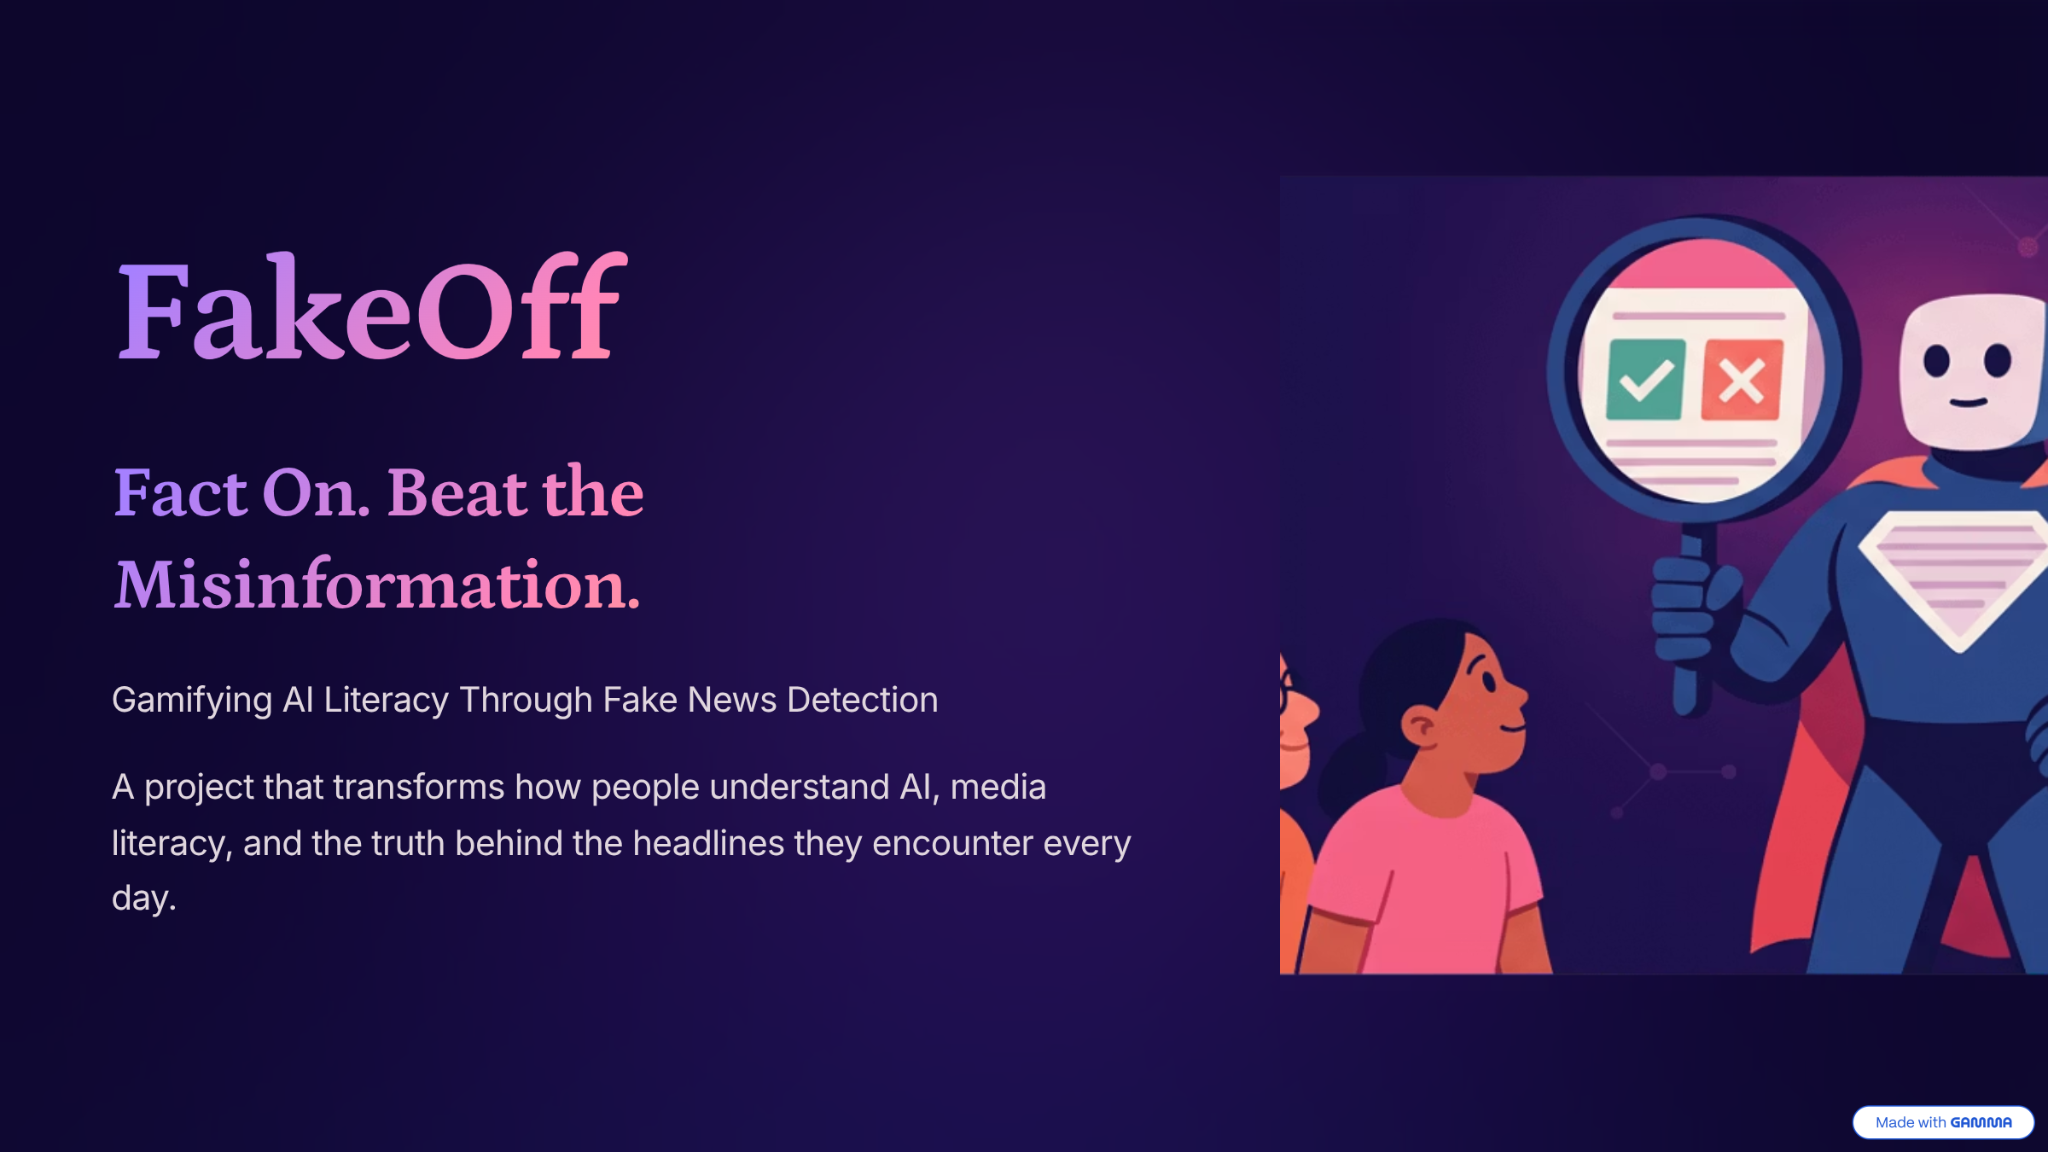 FakeOff
Fact On. Beat the
Misinformation.
Gamifying AI Literacy Through Fake News Detection
A project that transforms how people understand AI, media
literacy, and the truth behind the headlines they encounter every
day.
Made with GAMMA